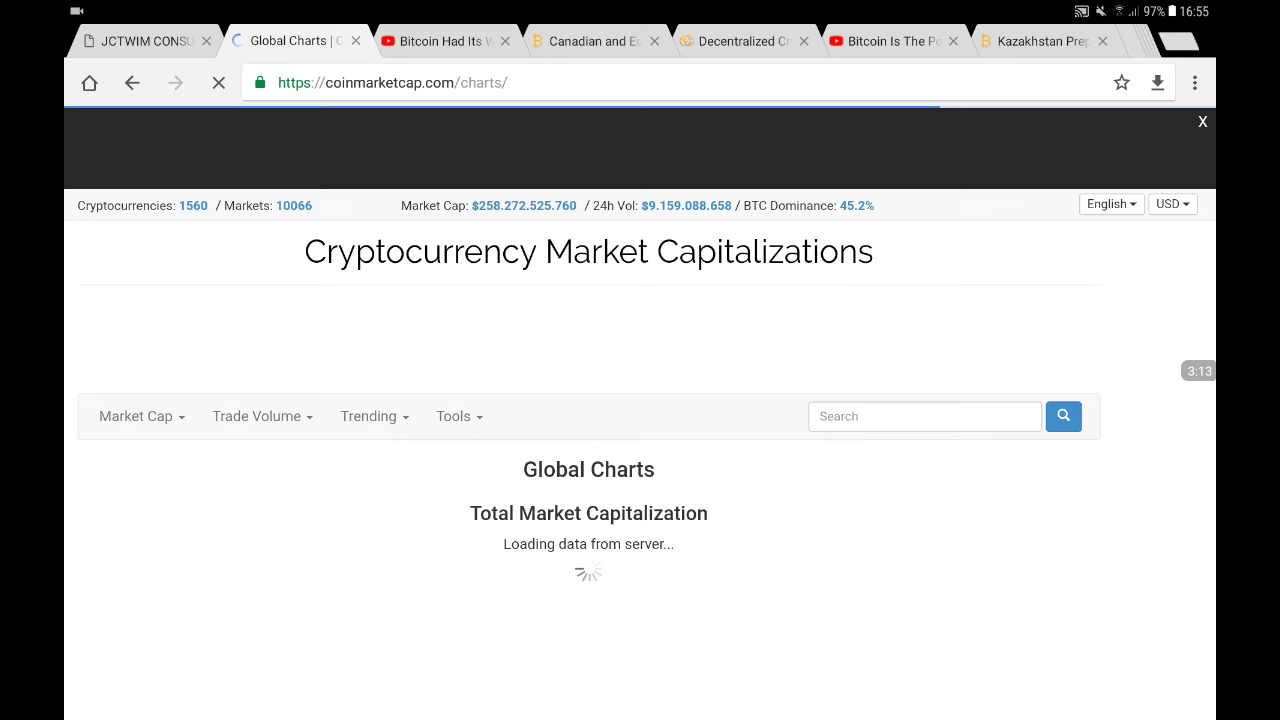 97% 16:55
JCTWIM CONSU
Global Charts | C
Bitcoin Had Its W
Canadian and Eu
Decentralized Cr
Bitcoin Is The Po
Kazakhstan Prep
https://coinmarketcap.com/charts/
X
Cryptocurrencies: 1560 / Markets: 10066
Market Cap: $258.272.525.760 / 24h Vol: $9.159.088.658 / BTC Dominance: 45.2%
English
USD
Cryptocurrency Market Capitalizations
3:13
Market Cap
Trade Volume
Trending
Tools
Search
Global Charts
Total Market Capitalization
Loading data from server...